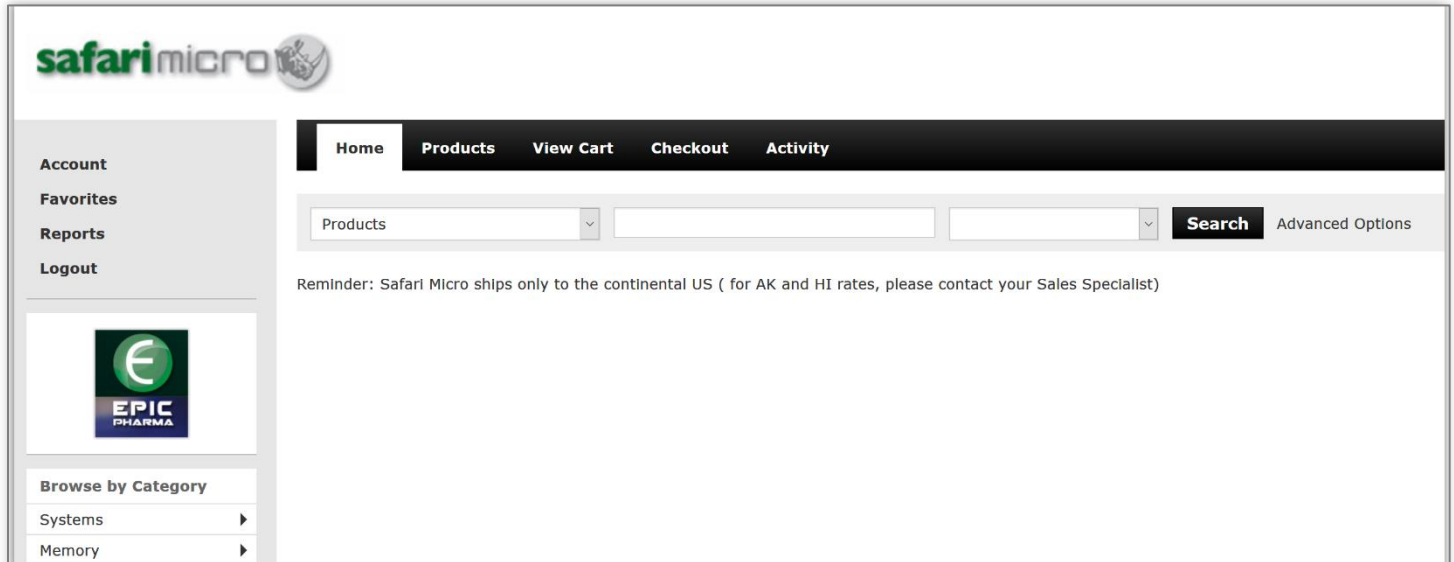 safarimicro
Home Products View Cart Checkout Activity
Account
Favorites
Reports
Logout
Products Search Advanced Options
Reminder: Safari Micro ships only to the continental US ( for AK and HI rates, please contact your Sales Specialist)
E
EPIC
PHARMA
Browse by Category
Systems
Memory